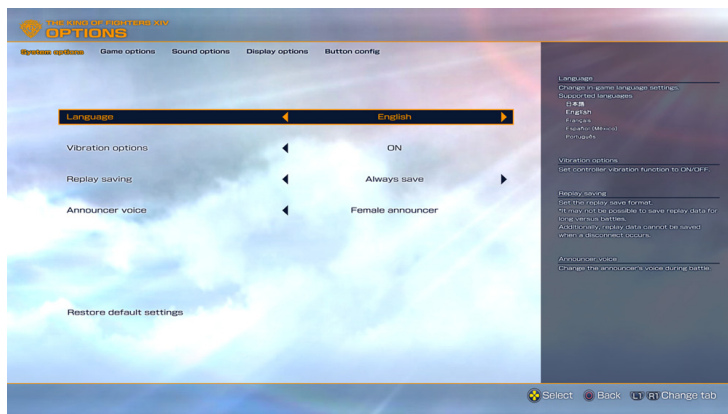 THE KING OF FIGHTERS XIV
OPTIONS
System options Game options Sound options Display options Button config
Language English
Vibration options ON
Replay saving Always save
Announcer voice Female announcer
Restore default settings
Language
Change in-game language settings.
Supported languages
日本語
English
Français
Español (México)
Português
Vibration options
Set controller vibration function to ON/OFF.
Replay saving
Set the replay save format.
*It may not be possible to save replay data for
long versus battles.
Additionally, replay data cannot be saved
when a disconnect occurs.
Announcer voice
Change the announcer's voice during battle.
Select Back L1 R1 Change tab